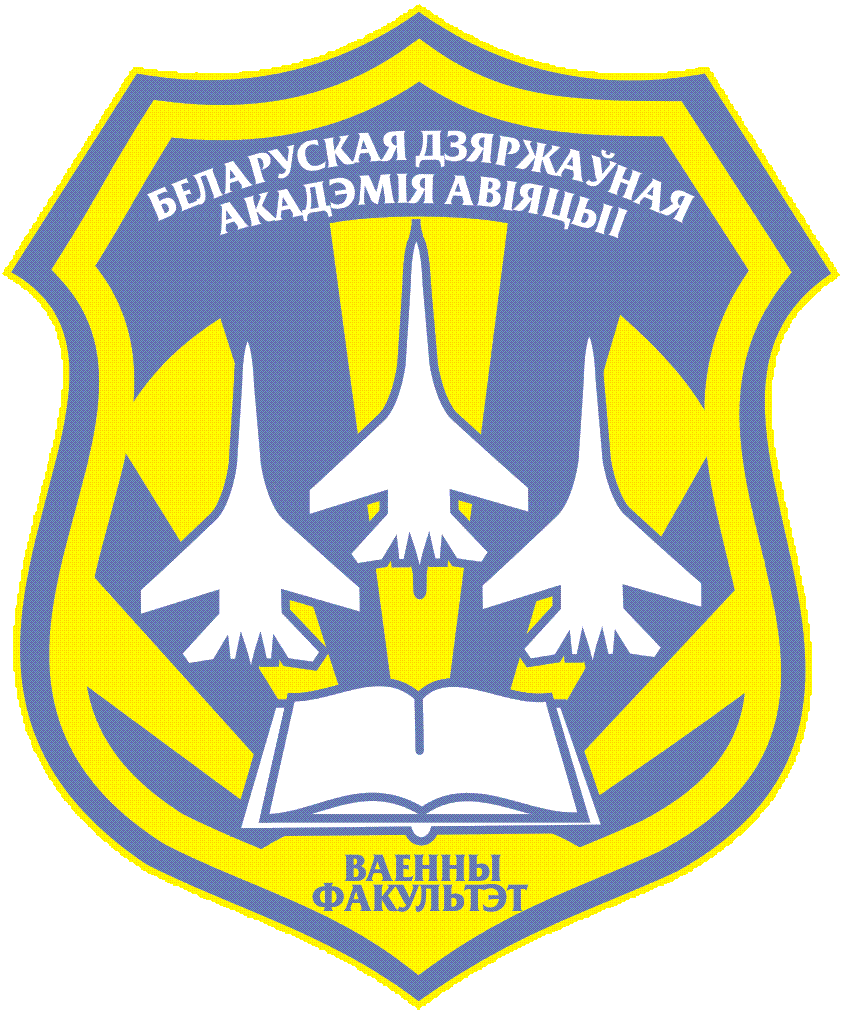 БЕЛАРУСКАЯ ДЗЯРЖАЎНАЯ
АКАДЭМІЯ АВІЯЦЫІ
ВАЕННЫ
ФАКУЛЬТЭТ